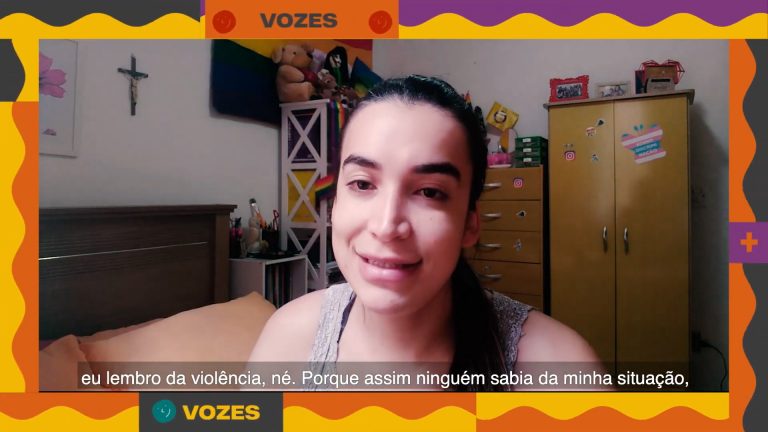 VOZES
eu lembro da violência, né. Porque assim ninguém sabia da minha situação,
VOZES